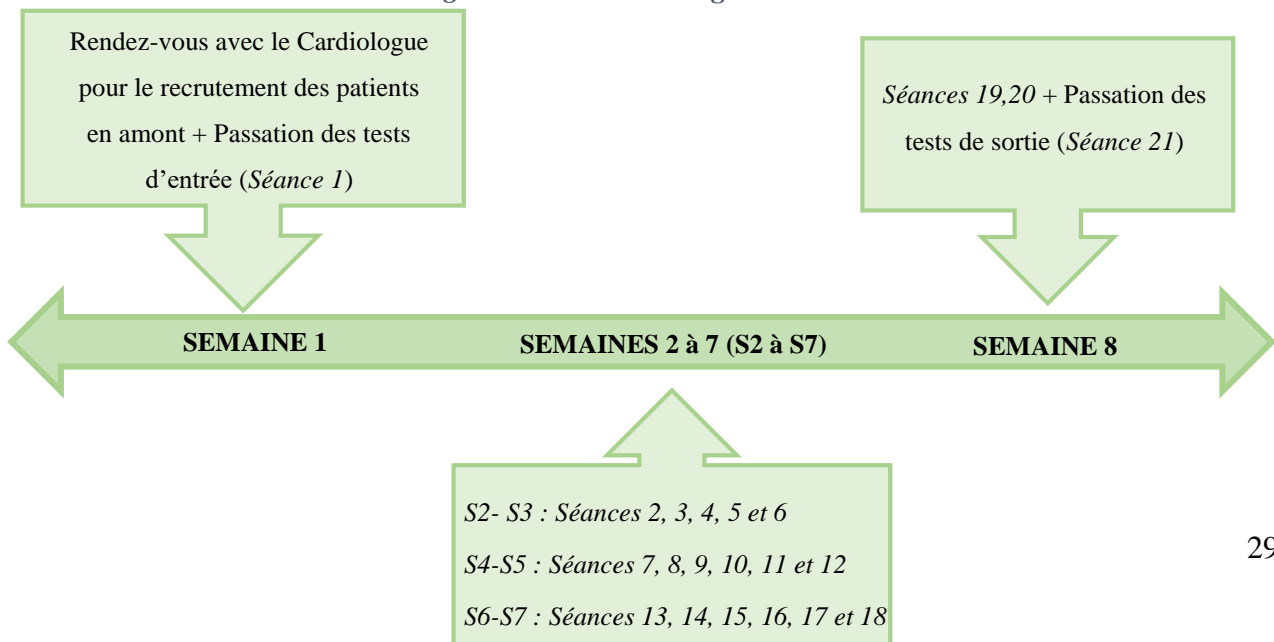 Rendez-vous avec le Cardiologue
pour le recrutement des patients
en amont + Passation des tests
d’entrée (Séance 1)
Séances 19,20 + Passation des
tests de sortie (Séance 21)
SEMAINE 1
SEMAINES 2 à 7 (S2 à S7)
SEMAINE 8
S2- S3 : Séances 2, 3, 4, 5 et 6
S4-S5 : Séances 7, 8, 9, 10, 11 et 12
S6-S7 : Séances 13, 14, 15, 16, 17 et 18
29